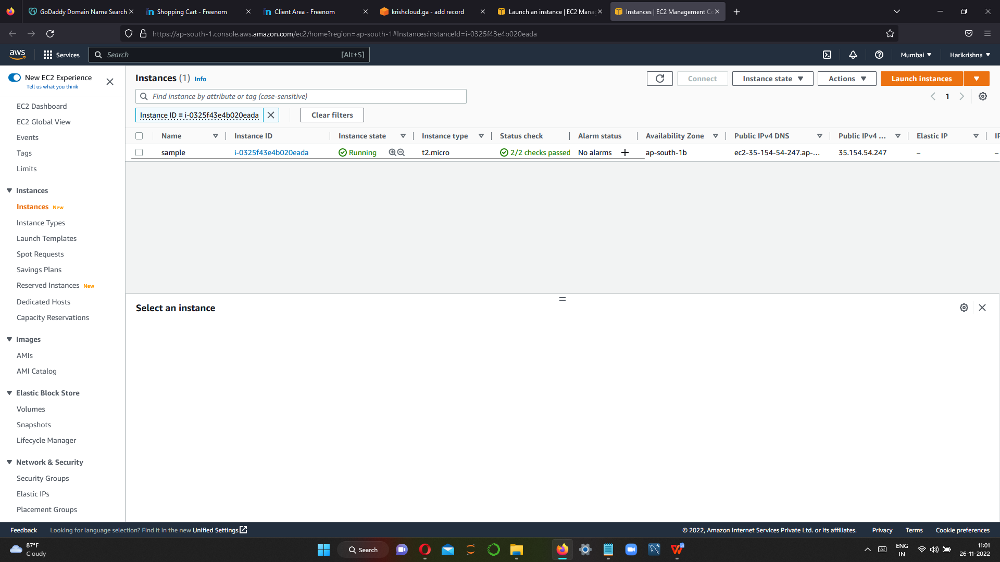 GoDaddy Domain Name Search
Shopping Cart - Freenom
Client Area - Freenom
krishcloud.ga - add record
Launch an instance | EC2 Mana
Instances | EC2 Management Co
https://ap-south-1.console.aws.amazon.com/ec2/home?region=ap-south-1#Instances:instanceId=i-0325f43e4b020eada
aws
Services
Search
[Alt+S]
Mumbai
Harikrishna
New EC2 Experience
Tell us what you think
EC2 Dashboard
EC2 Global View
Events
Tags
Limits
Instances
Instances New
Instance Types
Launch Templates
Spot Requests
Savings Plans
Reserved Instances New
Dedicated Hosts
Capacity Reservations
Images
AMIs
AMI Catalog
Elastic Block Store
Volumes
Snapshots
Lifecycle Manager
Network & Security
Security Groups
Elastic IPs
Placement Groups
Instances (1) Info
Connect
Instance state
Actions
Launch instances
Find instance by attribute or tag (case-sensitive)
1
Instance ID = i-0325f43e4b020eada
Clear filters
Name Instance ID Instance state Instance type Status check Alarm status Availability Zone Public IPv4 DNS Public IPv4 ... Elastic IP IP
sample i-0325f43e4b020eada Running t2.micro 2/2 checks passed No alarms + ap-south-1b ec2-35-154-54-247.ap-... 35.154.54.247 – –
Select an instance
Feedback
Looking for language selection? Find it in the new Unified Settings
© 2022, Amazon Internet Services Private Ltd. or its affiliates.
Privacy
Terms
Cookie preferences
87°F
Cloudy
Search
ENG
IN
11:01
26-11-2022